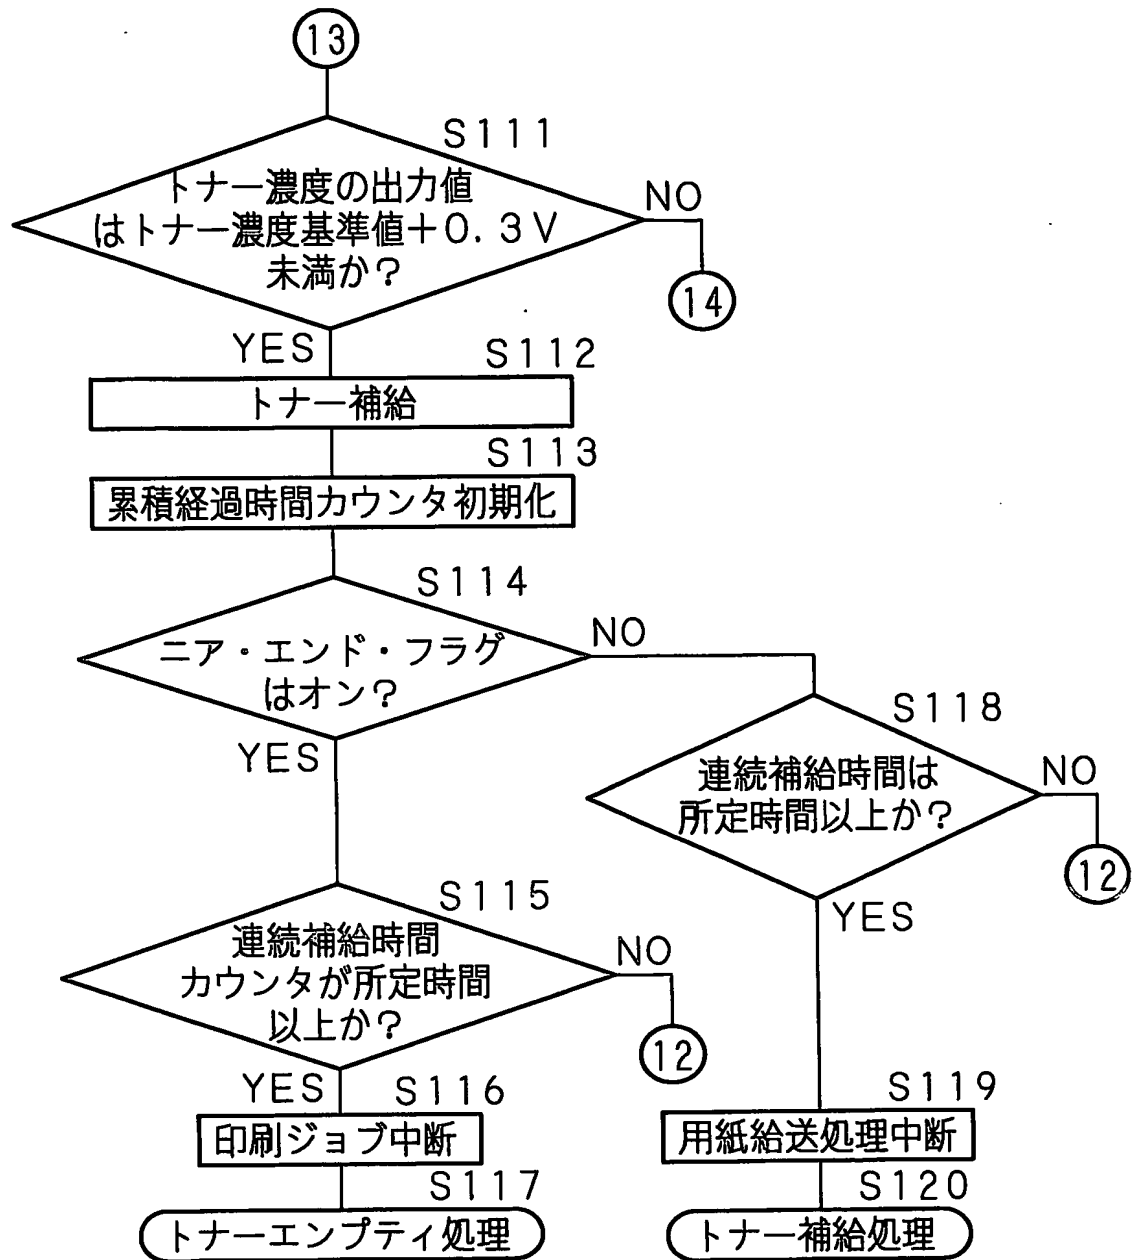 13
S111
トナー濃度の出力値
はトナー濃度基準値+0.3V
未満か?
NO
14
YES
S112
トナー補給
S113
累積経過時間カウンタ初期化
S114
ニア・エンド・フラグ
はオン?
NO
YES
S118
連続補給時間は
所定時間以上か?
NO
12
YES
S115
連続補給時間
カウンタが所定時間
以上か?
NO
12
YES
S116
印刷ジョブ中断
S117
トナーエンプティ処理
S119
用紙給送処理中断
S120
トナー補給処理